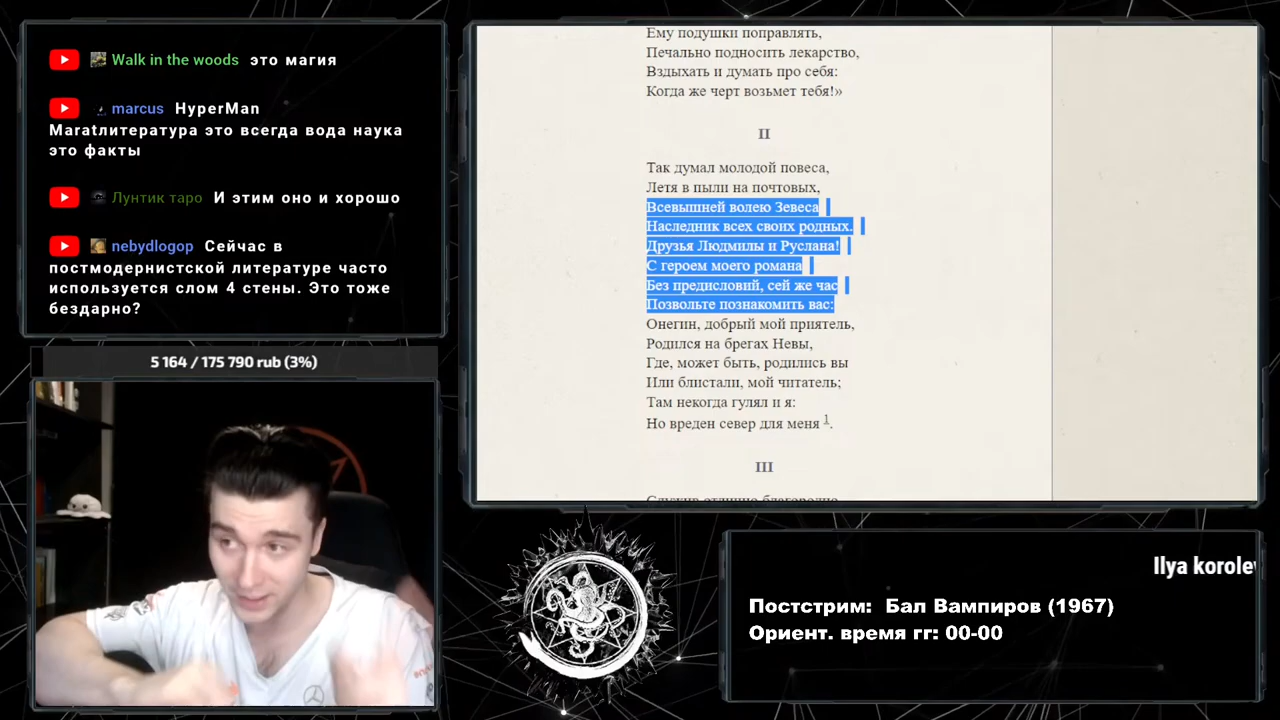 Walk in the woods это магия
marcus HyperMan
Maratлитература это всегда вода наука
это факты
Лунтик таро И этим оно и хорошо
nebydlogop Сейчас в
постмодернистской литературе часто
используется слом 4 стены. Это тоже
бездарно?
5 164 / 175 790 rub (3%)
Ему подушки поправлять,
Печально подносить лекарство,
Вздыхать и думать про себя:
Когда же черт возьмет тебя!»
II
Так думал молодой повеса,
Летя в пыли на почтовых,
Всевышней волею Зевеса
Наследник всех своих родных.
Друзья Людмилы и Руслана!
С героем моего романа
Без предисловий, сей же час
Позвольте познакомить вас:
Онегин, добрый мой приятель,
Родился на брегах Невы,
Где, может быть, родились вы
Или блистали, мой читатель;
Там некогда гулял и я:
Но вреден север для меня 1.
III
Служив отлично благородно
Ilya korolev
Постстрим: Бал Вампиров (1967)
Ориент. время гг: 00-00